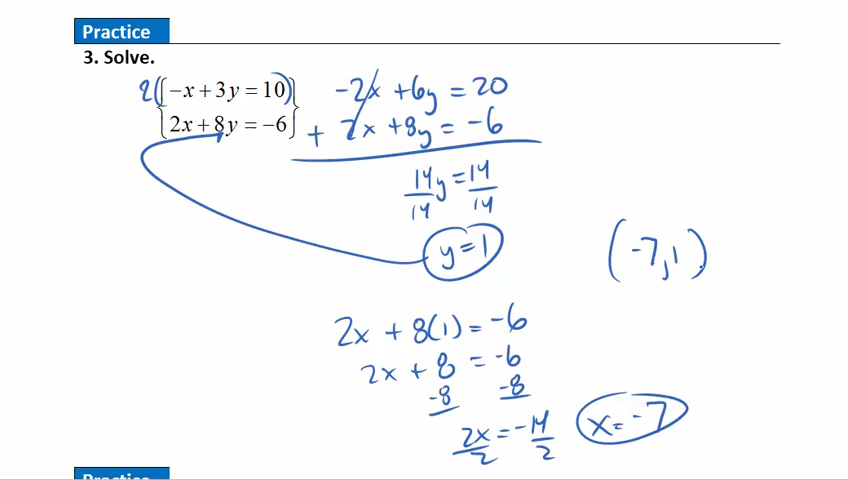 Practice
3. Solve.
2(−x + 3y = 10)
2x + 8y = −6
-2x + 6y = 20
+ 2x + 8y = -6
14y = 14
14 14
y = 1
(-7, 1)
2x + 8(1) = -6
2x + 8 = -6
-8 -8
2x = -14
2 2
x = -7
Practice